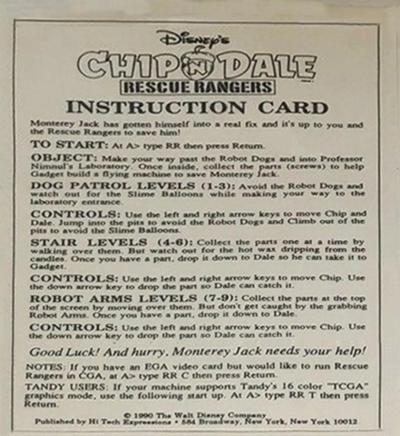 Disney's
CHIP 'N DALE
RESCUE RANGERS
INSTRUCTION CARD
Monterey Jack has gotten himself into a real fix and it's up to you and
the Rescue Rangers to save him!
TO START: At A> type RR then press Return.
OBJECT: Make your way past the Robot Dogs and into Professor
Nimnul's Laboratory. Once inside, collect the parts (screws) to help
Gadget build a flying machine to save Monterey Jack.
DOG PATROL LEVELS (1-3): Avoid the Robot Dogs and
watch out for the Slime Balloons while making your way to the
laboratory entrance.
CONTROLS: Use the left and right arrow keys to move Chip and
Dale. Jump into the pits to avoid the Robot Dogs and Climb out of the
pits to avoid the Slime Balloons.
STAIR LEVELS (4-6): Collect the parts one at a time by
walking over them. But watch out for the hot wax dripping from the
candles. Once you have a part, drop it down to Dale so he can take it to
Gadget.
CONTROLS: Use the left and right arrow keys to move Chip. Use
the down arrow key to drop the part so Dale can catch it.
ROBOT ARMS LEVELS (7-9): Collect the parts at the top
of the screen by moving over them. But don't get caught by the grabbing
Robot Arms. Once you have a part, drop it down to Dale.
CONTROLS: Use the left and right arrow keys to move Chip. Use
the down arrow key to drop the part so Dale can catch it.
Good Luck! And hurry, Monterey Jack needs your help!
NOTES: If you have an EGA video card but would like to run Rescue
Rangers in CGA, at A> type RR C then press Return.
TANDY USERS: If your machine supports Tandy's 16 color "TCGA"
graphics mode, use the following start up. At A> type RR T then press
Return.
© 1990 The Walt Disney Company
Published by Hi Tech Expressions • 584 Broadway, New York, New York 10012